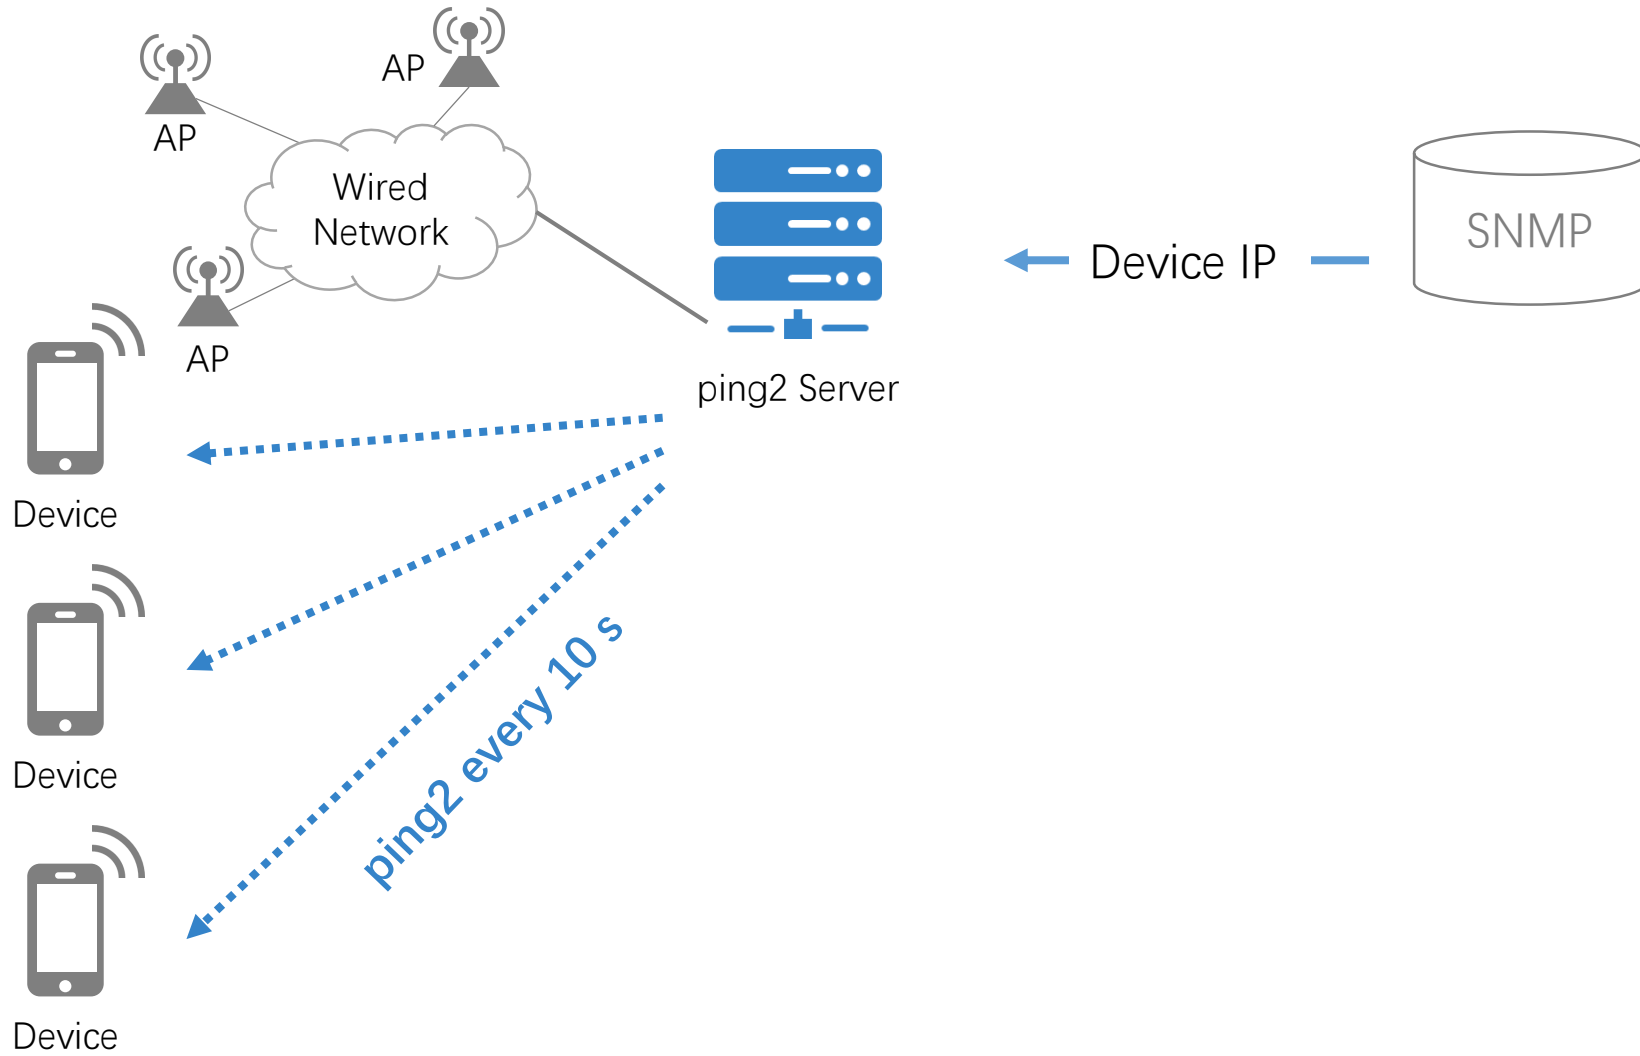 AP
AP
Wired
Network
AP
SNMP
Device IP
ping2 Server
Device
ping2 every 10 s
Device
Device